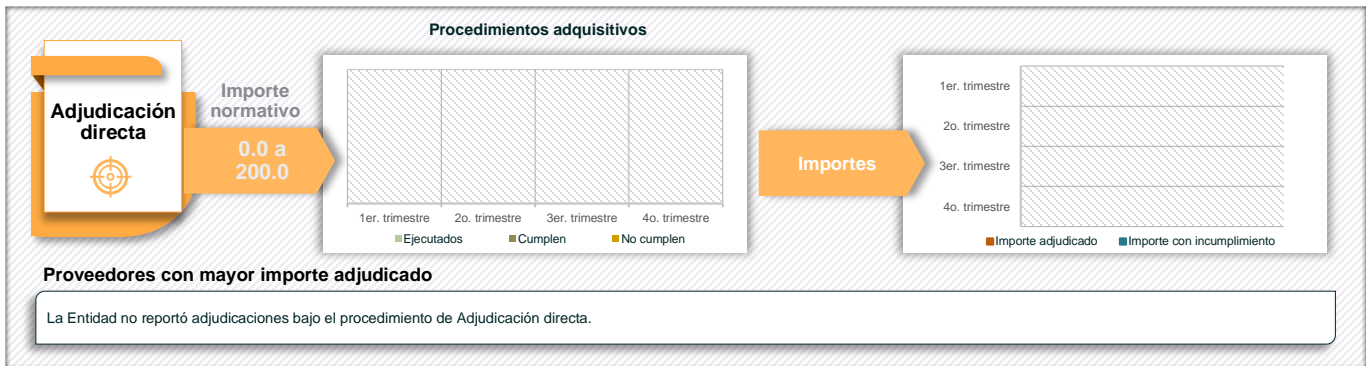 Procedimientos adquisitivos
Adjudicación
directa
Importe
normativo
0.0 a
200.0
1er. trimestre
2o. trimestre
3er. trimestre
4o. trimestre
Ejecutados
Cumplen
No cumplen
Importes
1er. trimestre
2o. trimestre
3er. trimestre
4o. trimestre
Importe adjudicado
Importe con incumplimiento
Proveedores con mayor importe adjudicado
La Entidad no reportó adjudicaciones bajo el procedimiento de Adjudicación directa.